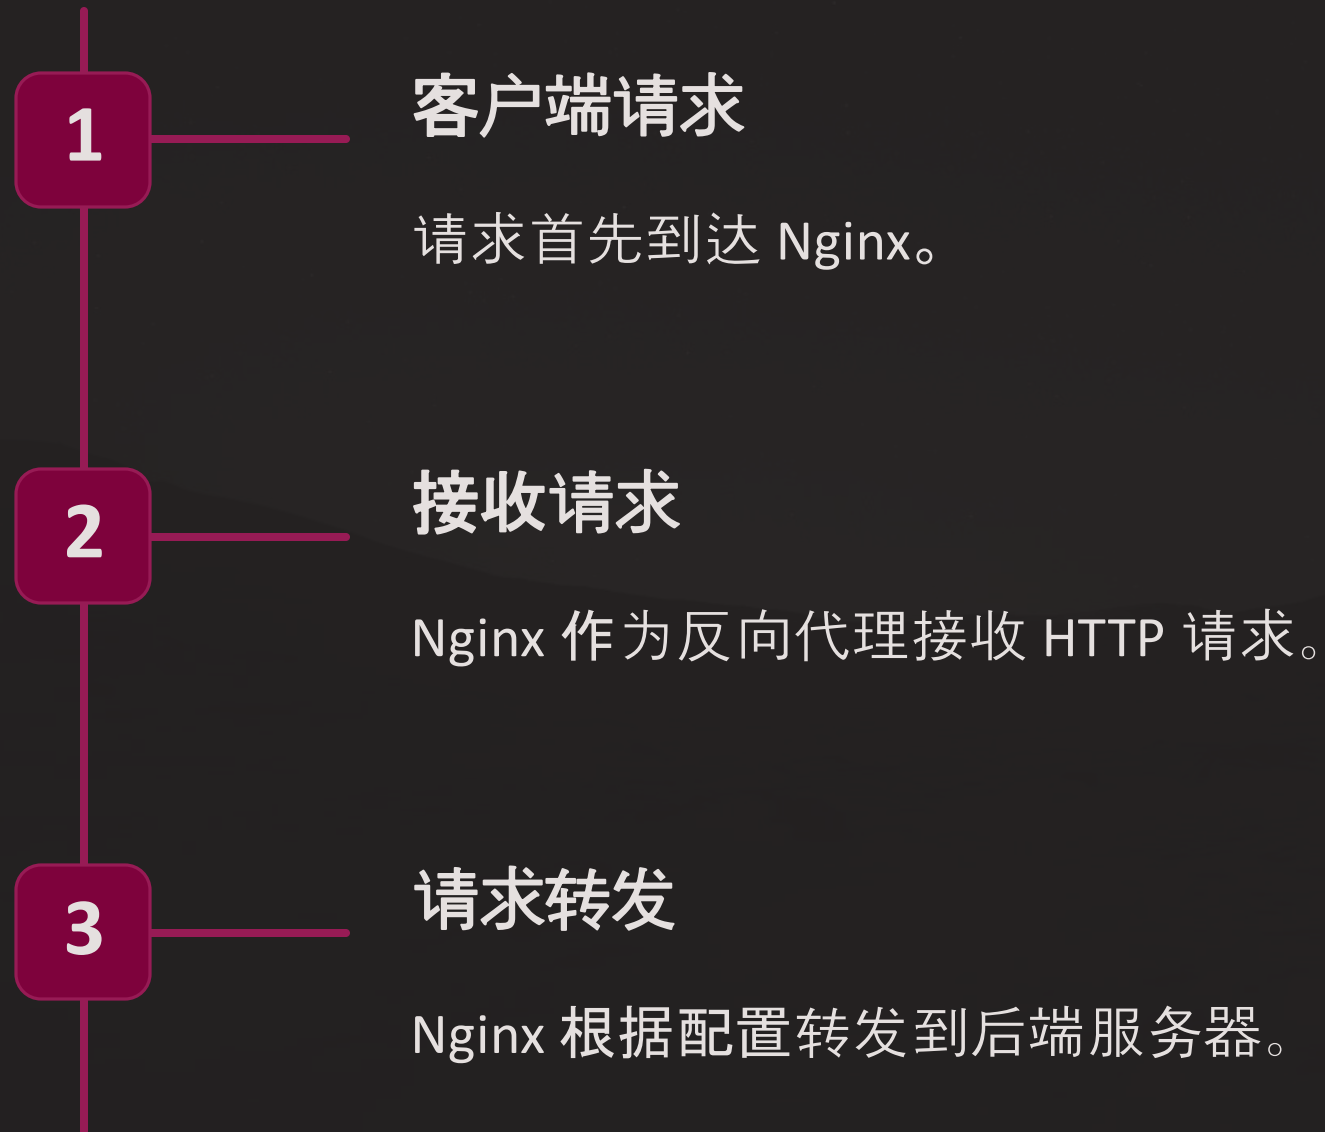 1
客户端请求
请求首先到达 Nginx。
2
接收请求
Nginx 作为反向代理接收 HTTP 请求。
3
请求转发
Nginx 根据配置转发到后端服务器。